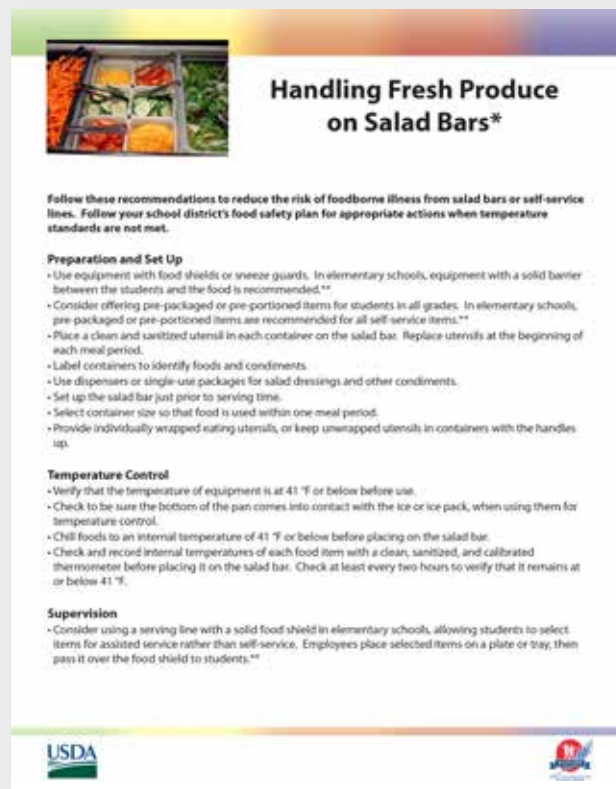 Handling Fresh Produce
on Salad Bars*
Follow these recommendations to reduce the risk of foodborne illness from salad bars or self-service
lines. Follow your school district's food safety plan for appropriate actions when temperature
standards are not met.
Preparation and Set Up
• Use equipment with food shields or sneeze guards. In elementary schools, equipment with a solid barrier
between the students and the food is recommended.**
• Consider offering pre-packaged or pre-portioned items for students in all grades. In elementary schools,
pre-packaged or pre-portioned items are recommended for all self-service items.**
• Place a clean and sanitized utensil in each container on the salad bar. Replace utensils at the beginning of
each meal period.
• Label containers to identify foods and condiments.
• Use dispensers or single-use packages for salad dressings and other condiments.
• Set up the salad bar just prior to serving time.
• Select container size so that food is used within one meal period.
• Provide individually wrapped eating utensils, or keep unwrapped utensils in containers with the handles
up.
Temperature Control
• Verify that the temperature of equipment is at 41 °F or below before use.
• Check to be sure the bottom of the pan comes into contact with the ice or ice pack, when using them for
temperature control.
• Chill foods to an internal temperature of 41 °F or below before placing on the salad bar.
• Check and record internal temperatures of each food item with a clean, sanitized, and calibrated
thermometer before placing it on the salad bar. Check at least every two hours to verify that it remains at
or below 41 °F.
Supervision
• Consider using a serving line with a solid food shield in elementary schools, allowing students to select
items for assisted service rather than self-service. Employees place selected items on a plate or tray, then
pass it over the food shield to students.**
USDA